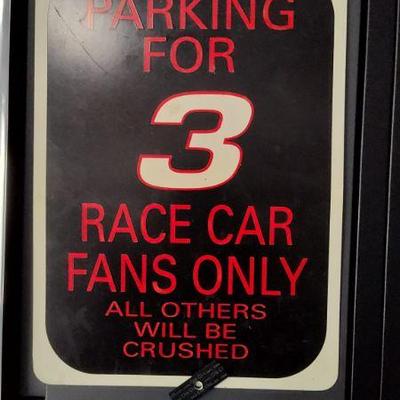 PARKING
FOR
3
RACE CAR
FANS ONLY
ALL OTHERS
WILL BE
CRUSHED